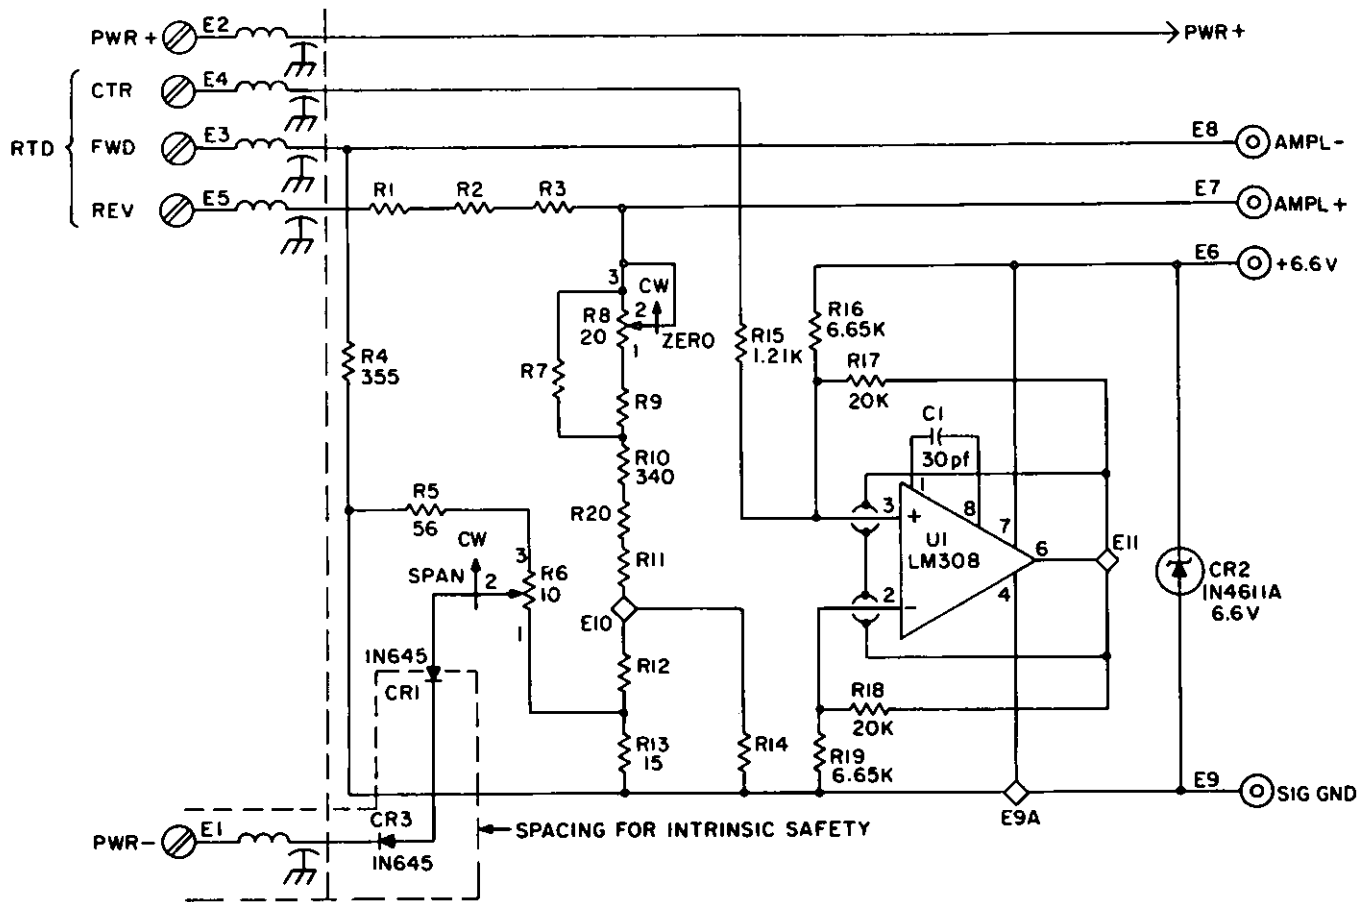 PWR + E2 PWR +
RTD
CTR E4
FWD E3 E8 AMPL-
REV E5 R1 R2 R3 E7 AMPL+
E6 +6.6V
3 CW
R8 2
20 ZERO
1
R15
1.21K
R16
6.65K
R17
20K
R4
355
R7
R9
C1
30pf
R10
340
1
8
3 +
7
U1
LM308
6 E11
R5
56
R20
CW
3
SPAN 2
R6
10
1
R11
E10
2 -
4
CR2
1N4611A
6.6V
1N645
CR1
R12
R18
20K
R13
15
R14
R19
6.65K
E9 SIG GND
E9A
PWR- E1
CR3
1N645
SPACING FOR INTRINSIC SAFETY